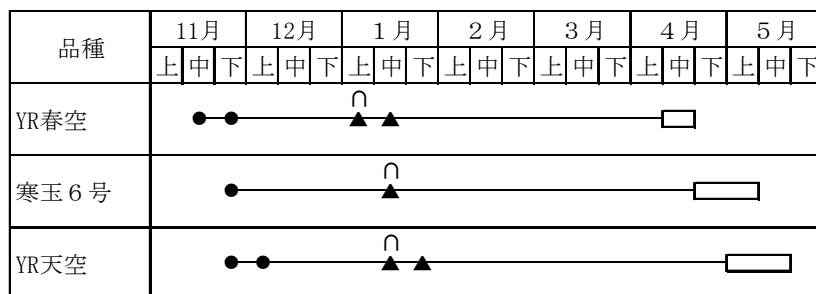 品種 11月 12月 1月 2月 3月 4月 5月
上 中 下 上 中 下 上 中 下 上 中 下 上 中 下 上 中 下 上 中 下
YR春空
寒玉6号
YR天空